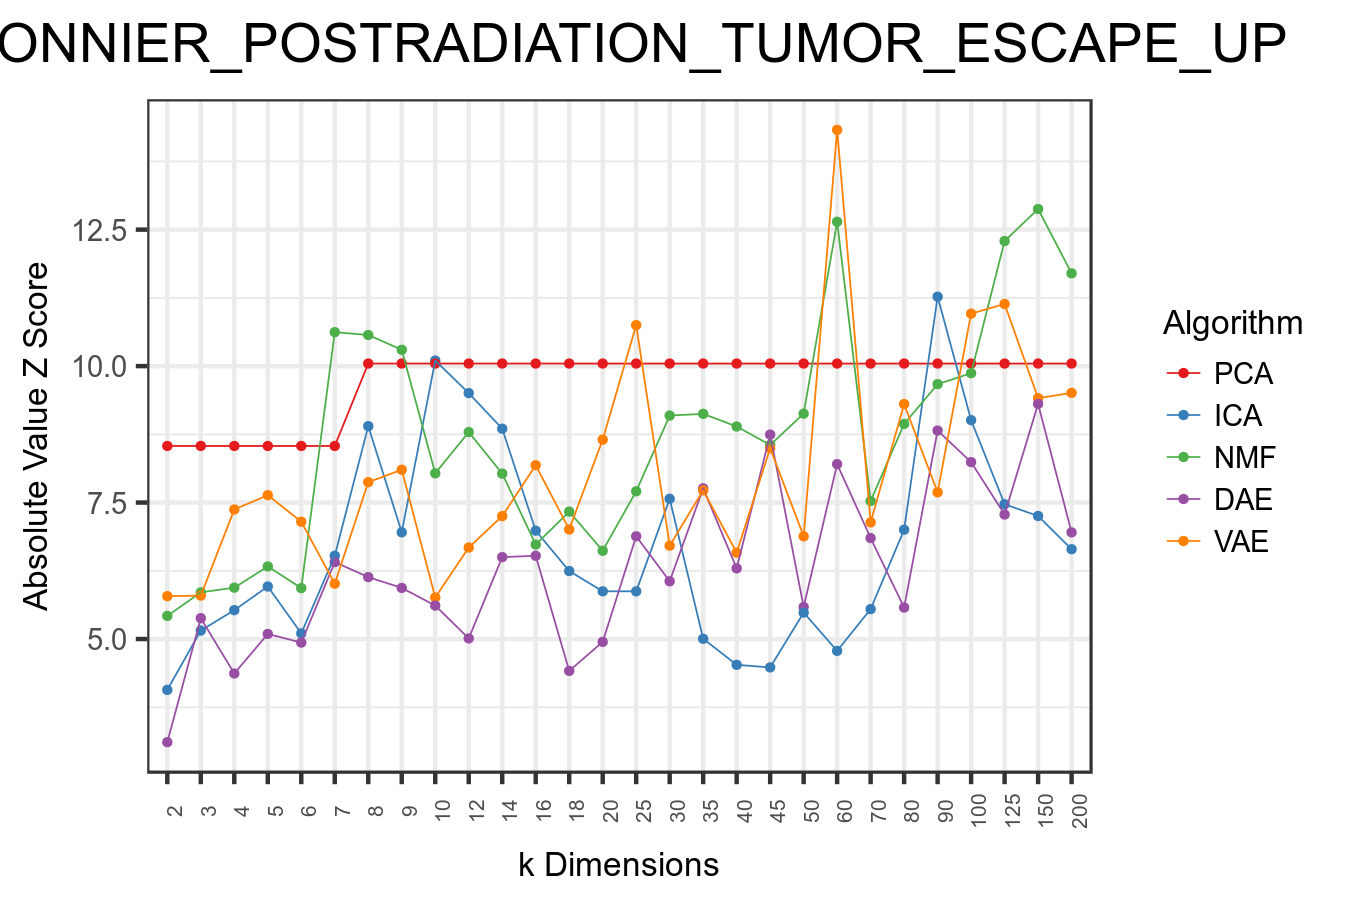 ONNIER_POSTRADIATION_TUMOR_ESCAPE_UP
Absolute Value Z Score
12.5
10.0
7.5
5.0
2 3 4 5 6 7 8 9 10 12 14 16 18 20 25 30 35 40 45 50 60 70 80 90 100 125 150 200
k Dimensions
Algorithm
PCA
ICA
NMF
DAE
VAE